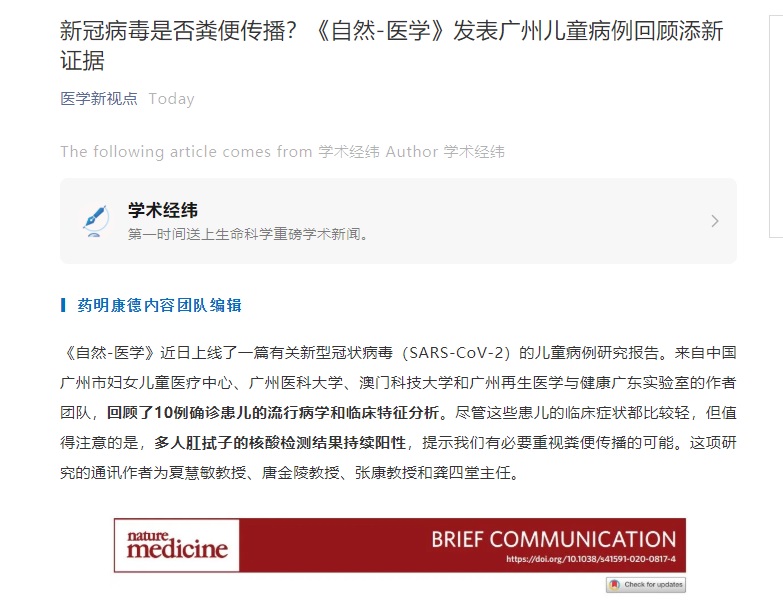 新冠病毒是否粪便传播？《自然-医学》发表广州儿童病例回顾添新
证据
医学新视点 Today
The following article comes from 学术经纬 Author 学术经纬
学术经纬
第一时间送上生命科学重磅学术新闻。
药明康德内容团队编辑
《自然-医学》近日上线了一篇有关新型冠状病毒（SARS-CoV-2）的儿童病例研究报告。来自中国
广州市妇女儿童医疗中心、广州医科大学、澳门科技大学和广州再生医学与健康广东实验室的作者
团队，回顾了10例确诊患儿的流行病学和临床特征分析。尽管这些患儿的临床症状都比较轻，但值
得注意的是，多人肛拭子的核酸检测结果持续阳性，提示我们有必要重视粪便传播的可能。这项研
究的通讯作者为夏慧敏教授、唐金陵教授、张康教授和龚四堂主任。
nature
medicine
BRIEF COMMUNICATION
https://doi.org/10.1038/s41591-020-0817-4
Check for updates